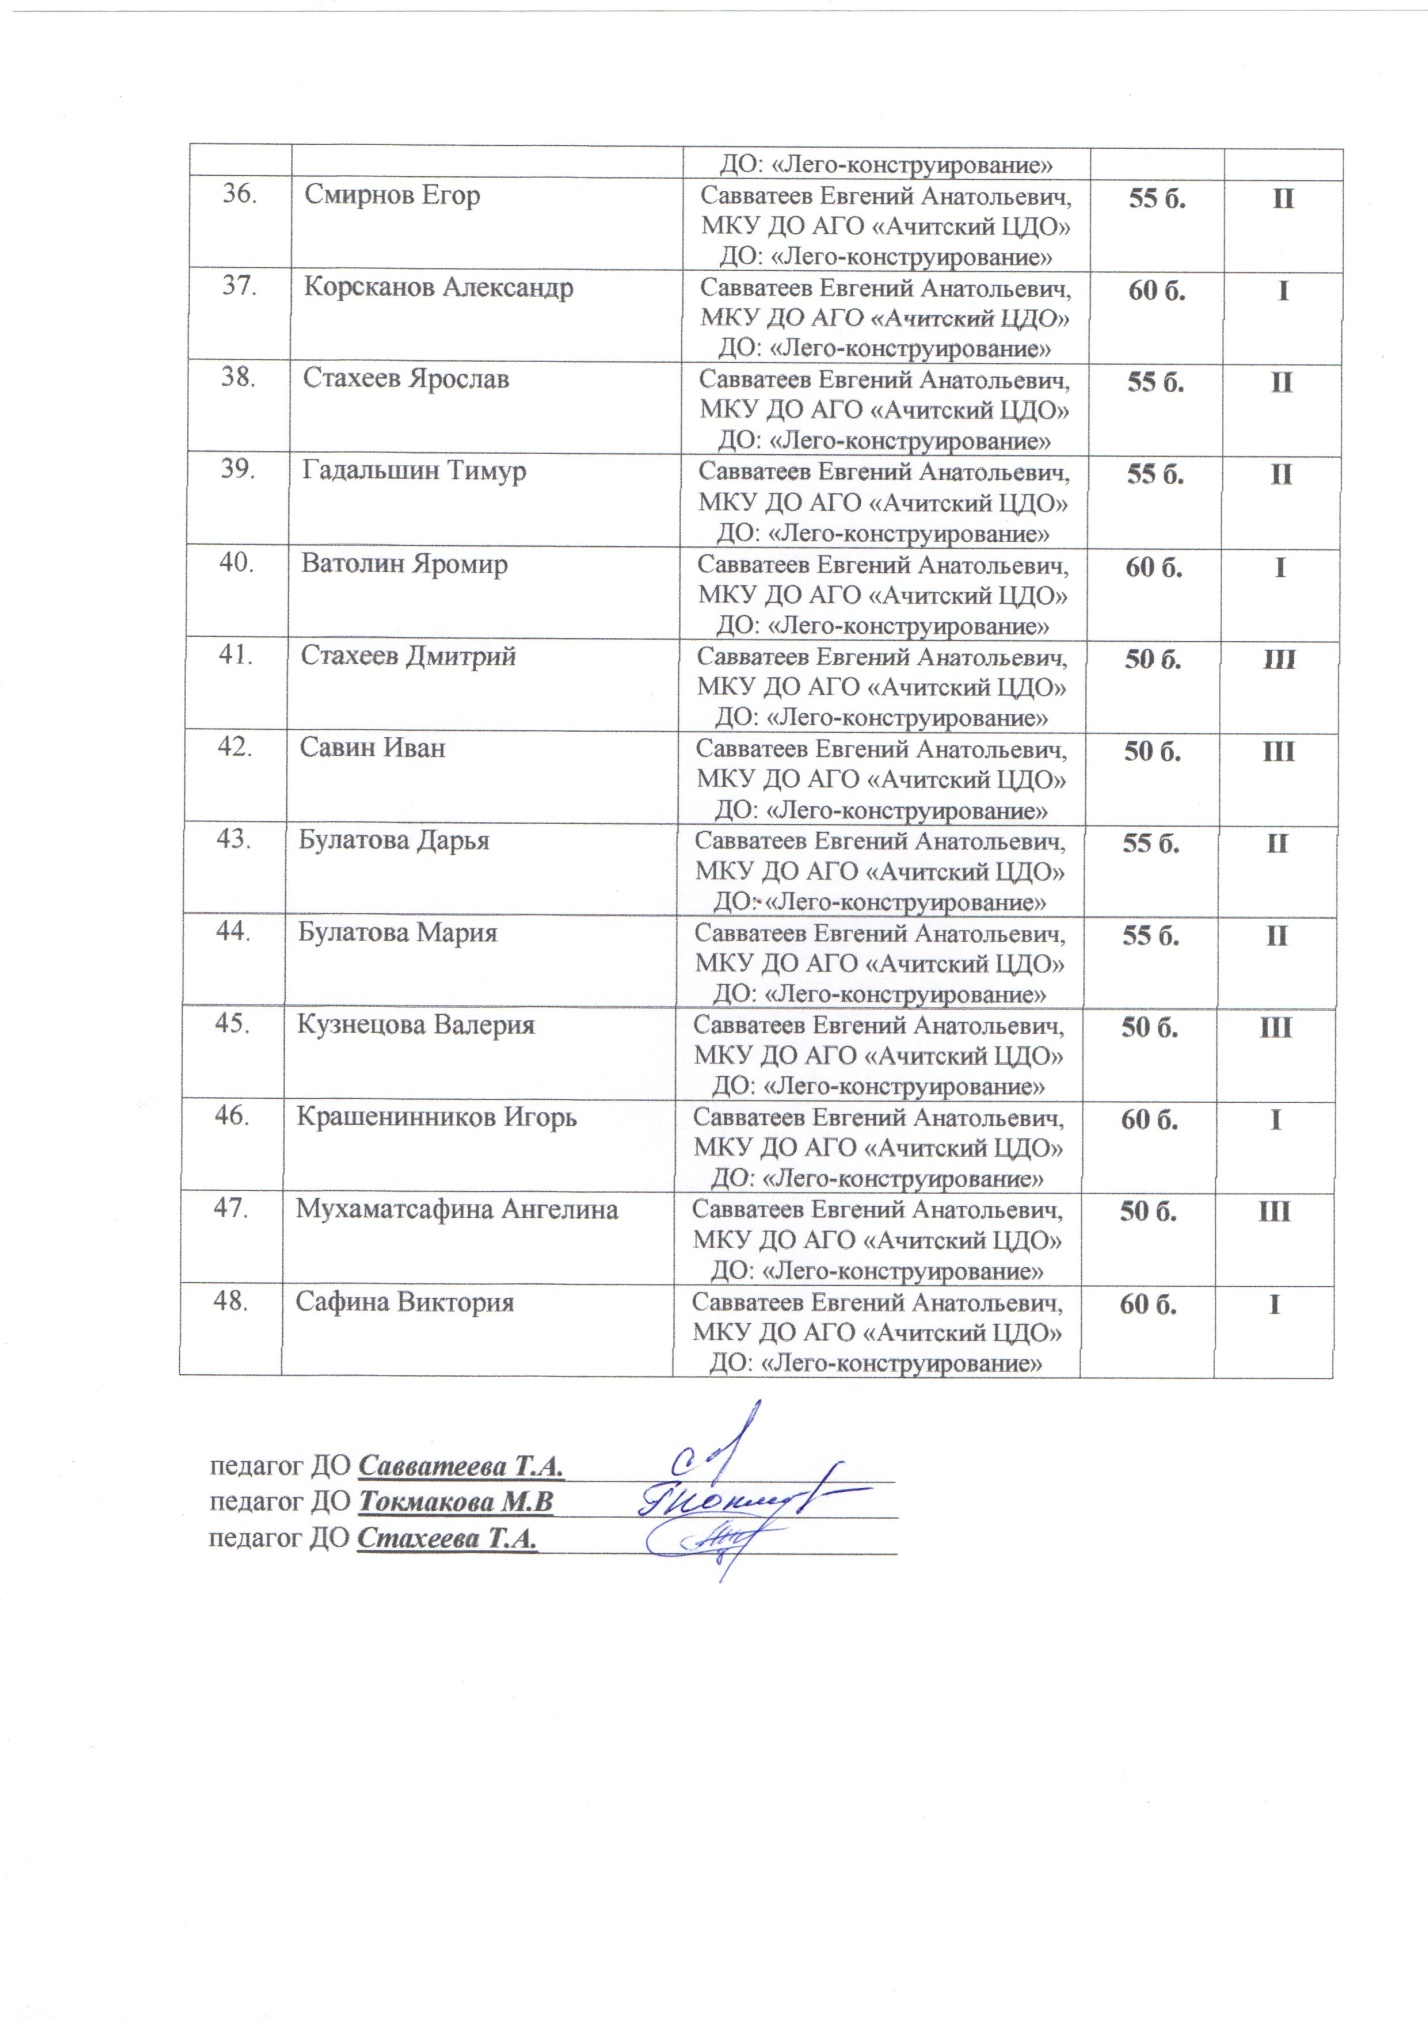 ДО: «Лего-конструирование»
36. Смирнов Егор Савватеев Евгений Анатольевич, 55 б. II
МКУ ДО АГО «Ачитский ЦДО»
ДО: «Лего-конструирование»
37. Корсканов Александр Савватеев Евгений Анатольевич, 60 б. I
МКУ ДО АГО «Ачитский ЦДО»
ДО: «Лего-конструирование»
38. Стахеев Ярослав Савватеев Евгений Анатольевич, 55 б. II
МКУ ДО АГО «Ачитский ЦДО»
ДО: «Лего-конструирование»
39. Гадальшин Тимур Савватеев Евгений Анатольевич, 55 б. II
МКУ ДО АГО «Ачитский ЦДО»
ДО: «Лего-конструирование»
40. Ватолин Яромир Савватеев Евгений Анатольевич, 60 б. I
МКУ ДО АГО «Ачитский ЦДО»
ДО: «Лего-конструирование»
41. Стахеев Дмитрий Савватеев Евгений Анатольевич, 50 б. III
МКУ ДО АГО «Ачитский ЦДО»
ДО: «Лего-конструирование»
42. Савин Иван Савватеев Евгений Анатольевич, 50 б. III
МКУ ДО АГО «Ачитский ЦДО»
ДО: «Лего-конструирование»
43. Булатова Дарья Савватеев Евгений Анатольевич, 55 б. II
МКУ ДО АГО «Ачитский ЦДО»
ДО: «Лего-конструирование»
44. Булатова Мария Савватеев Евгений Анатольевич, 55 б. II
МКУ ДО АГО «Ачитский ЦДО»
ДО: «Лего-конструирование»
45. Кузнецова Валерия Савватеев Евгений Анатольевич, 50 б. III
МКУ ДО АГО «Ачитский ЦДО»
ДО: «Лего-конструирование»
46. Крашенинников Игорь Савватеев Евгений Анатольевич, 60 б. I
МКУ ДО АГО «Ачитский ЦДО»
ДО: «Лего-конструирование»
47. Мухаматсафина Ангелина Савватеев Евгений Анатольевич, 50 б. III
МКУ ДО АГО «Ачитский ЦДО»
ДО: «Лего-конструирование»
48. Сафина Виктория Савватеев Евгений Анатольевич, 60 б. I
МКУ ДО АГО «Ачитский ЦДО»
ДО: «Лего-конструирование»
педагог ДО Савватеева Т.А.
педагог ДО Токмакова М.В
педагог ДО Стахеева Т.А.